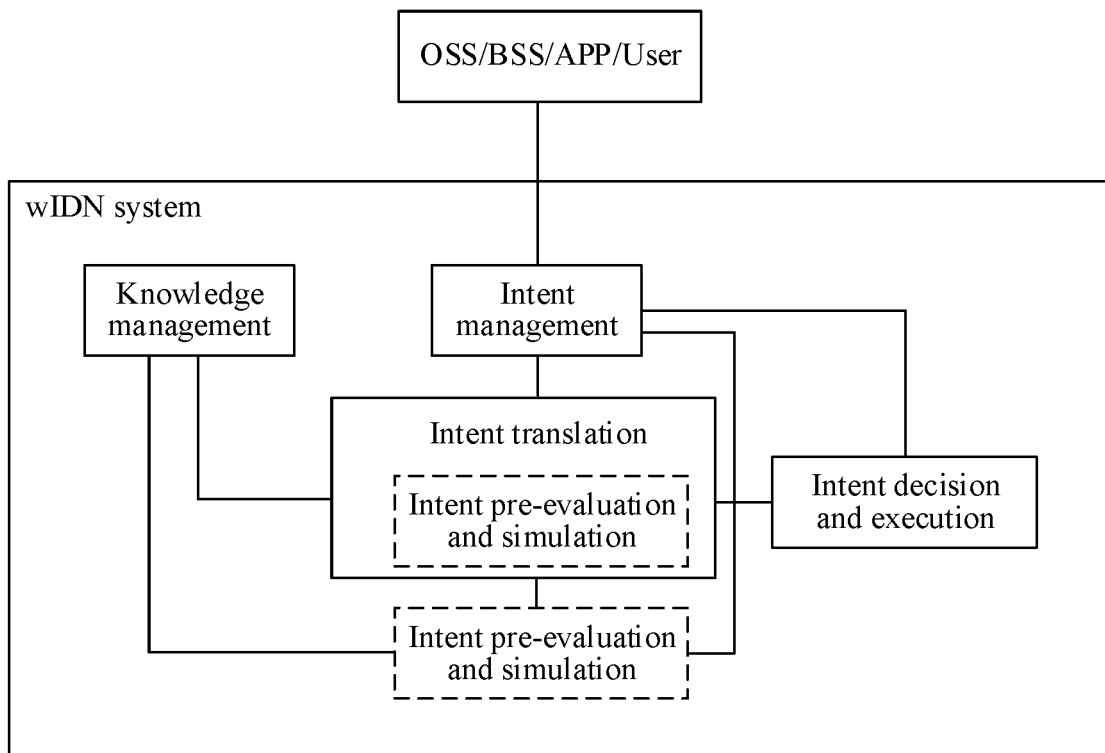 OSS/BSS/APP/User
wIDN system
Knowledge
management
Intent
management
Intent translation
Intent pre-evaluation
and simulation
Intent decision
and execution
Intent pre-evaluation
and simulation